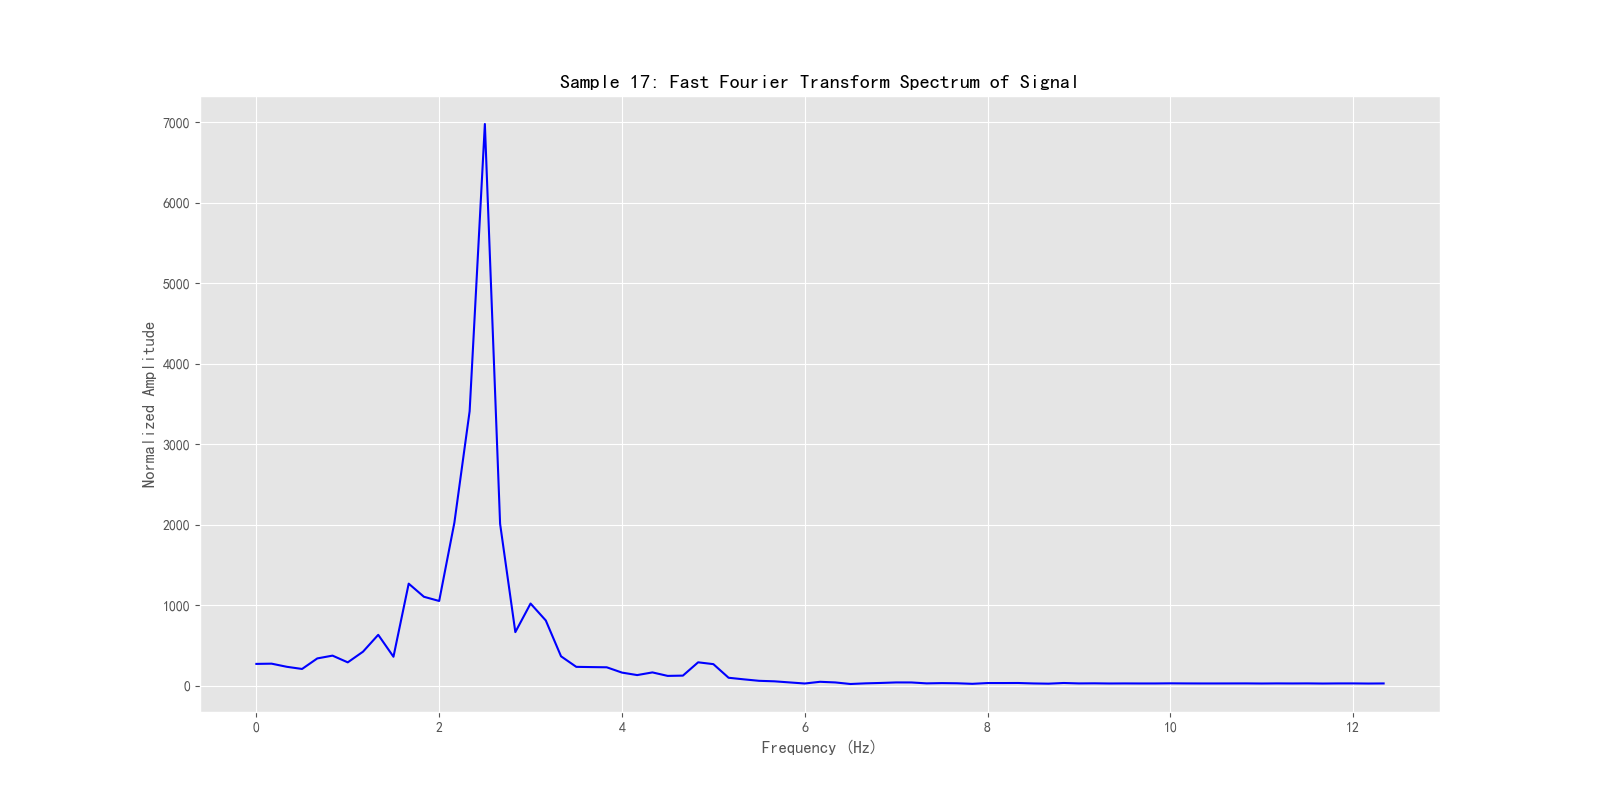 Sample 17: Fast Fourier Transform Spectrum of Signal
7000
6000
5000
4000
3000
2000
1000
0
Normalized Amplitude
0 2 4 6 8 10 12
Frequency (Hz)